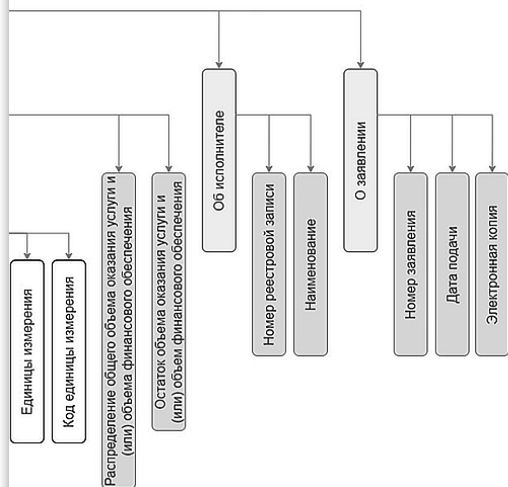 Единицы измерения
Код единицы измерения
Распределение общего объема оказания услуги и
(или) объема финансового обеспечения
Остаток объема оказания услуги и
(или) объем финансового обеспечения
Об исполнителе
Номер реестровой записи
Наименование
О заявлении
Номер заявления
Дата подачи
Электронная копия